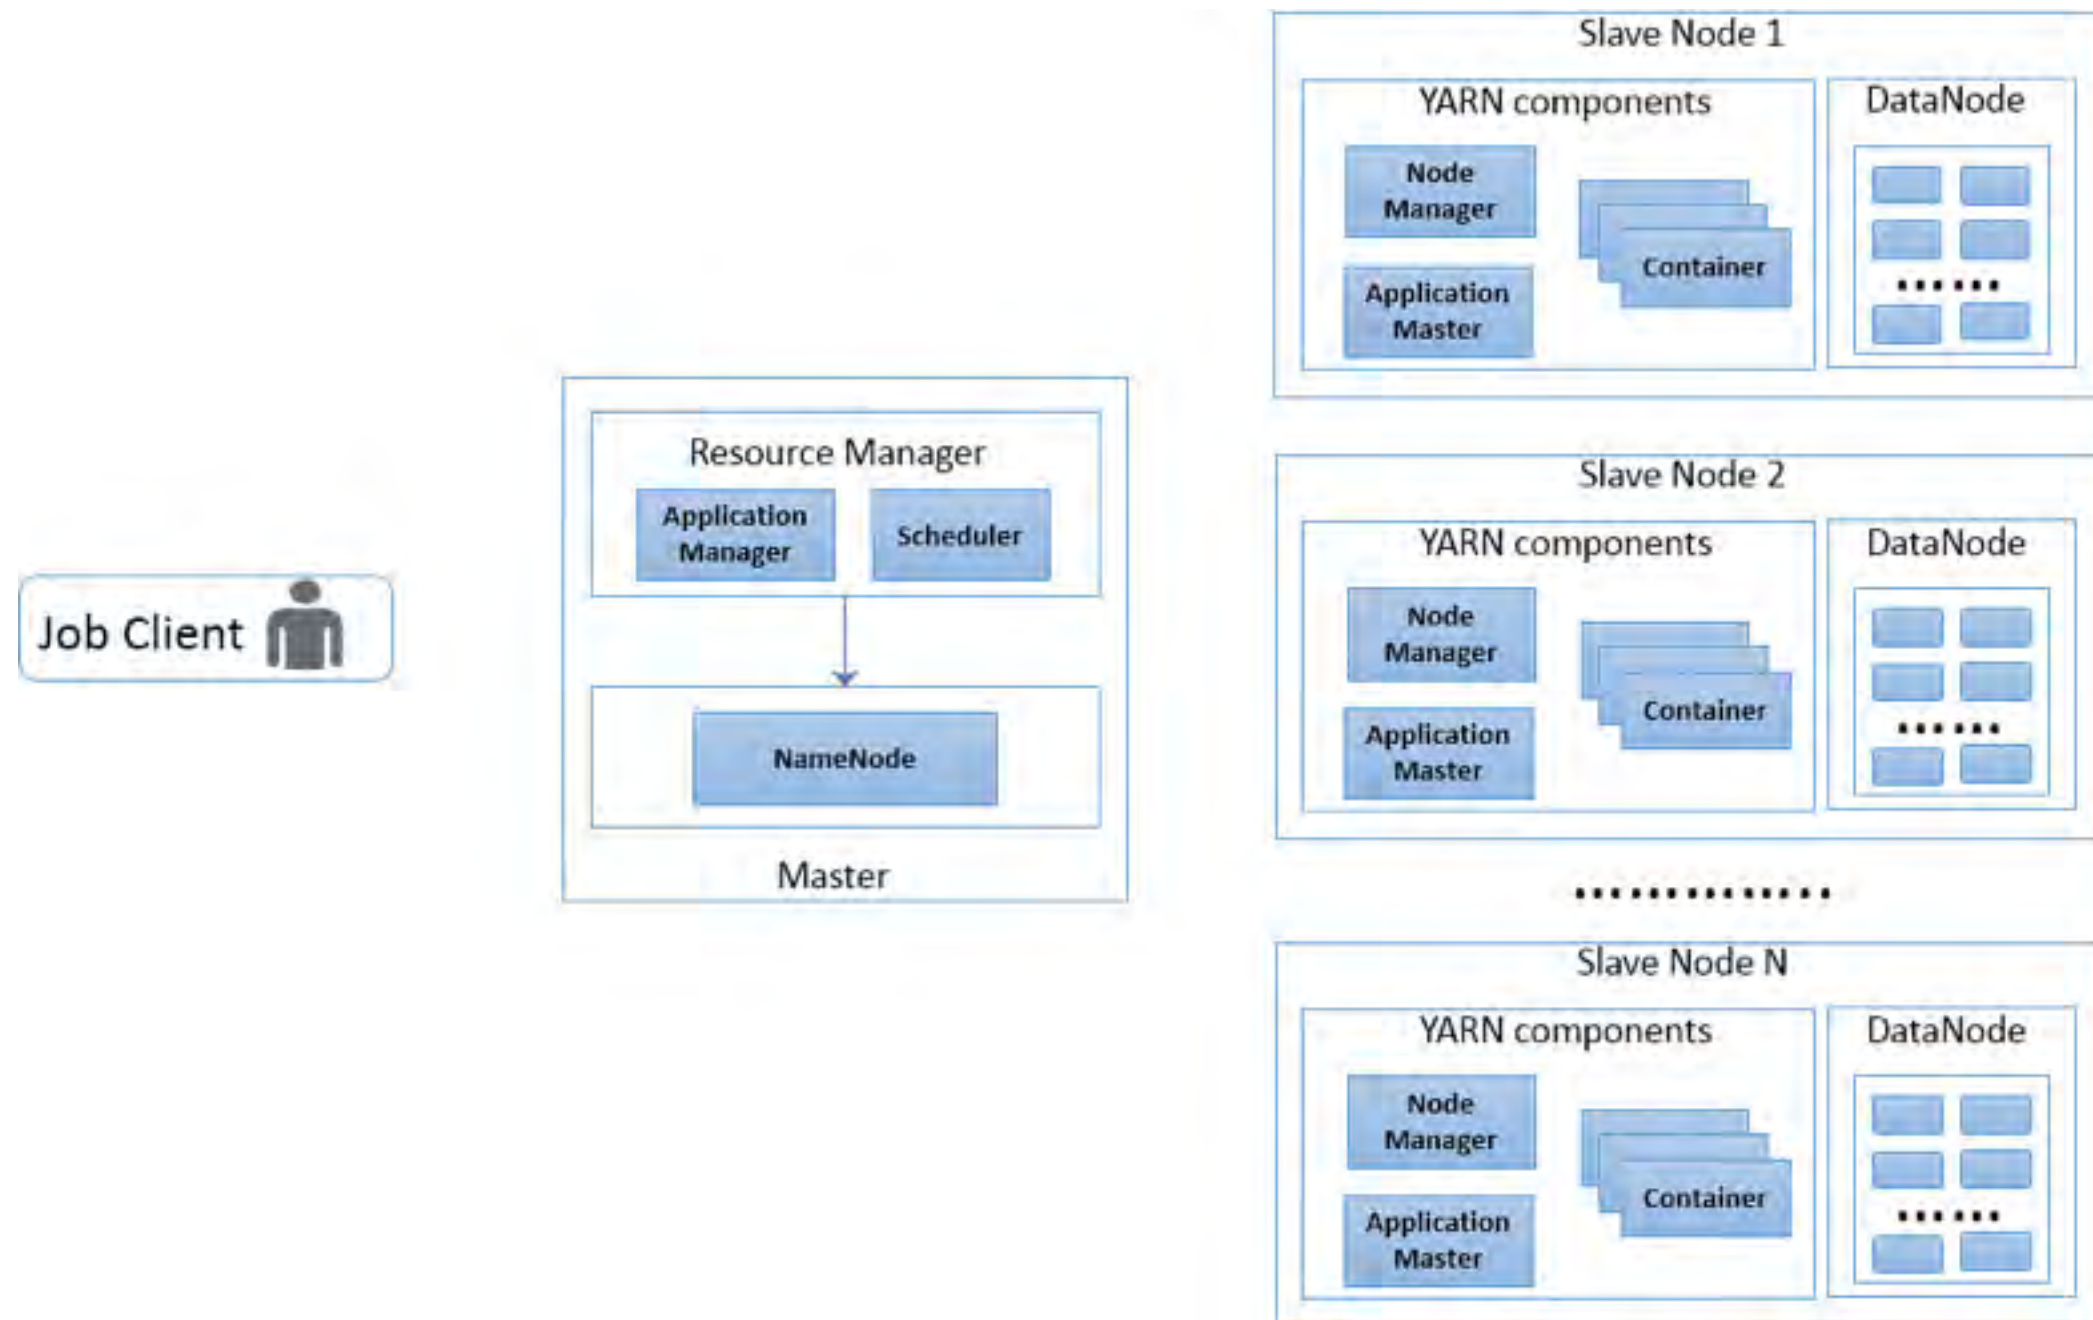 Job Client
Resource Manager
Application
Manager
Scheduler
NameNode
Master
Slave Node 1
YARN components
DataNode
Node
Manager
Application
Master
Container
......
Slave Node 2
YARN components
DataNode
Node
Manager
Application
Master
Container
......
..............
Slave Node N
YARN components
DataNode
Node
Manager
Application
Master
Container
......